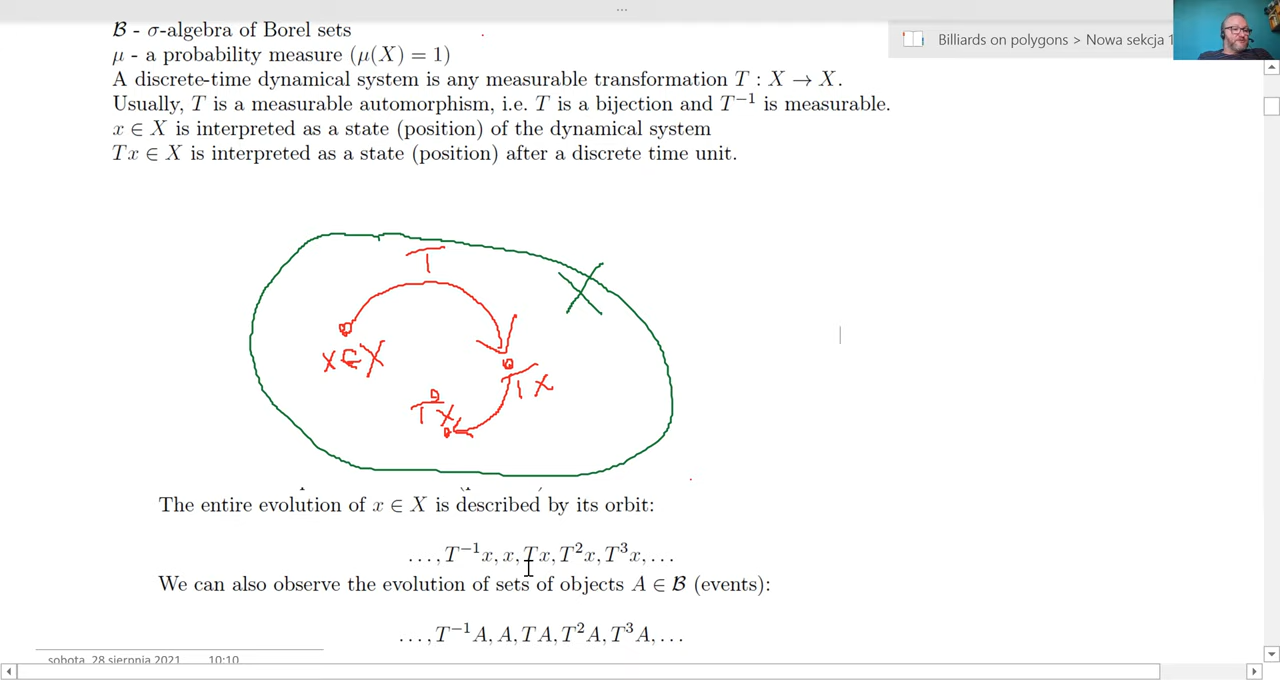 ...
Billiards on polygons > Nowa sekcja 1
ℬ - σ-algebra of Borel sets
μ - a probability measure (μ(X) = 1)
A discrete-time dynamical system is any measurable transformation T : X → X.
Usually, T is a measurable automorphism, i.e. T is a bijection and T⁻¹ is measurable.
x ∈ X is interpreted as a state (position) of the dynamical system
Tx ∈ X is interpreted as a state (position) after a discrete time unit.
T
X
x∈X
Tx
T²x
The entire evolution of x ∈ X is described by its orbit:
..., T⁻¹x, x, Tx, T²x, T³x, ...
We can also observe the evolution of sets of objects A ∈ ℬ (events):
..., T⁻¹A, A, TA, T²A, T³A, ...
sobota, 28 sierpnia 2021 10:10